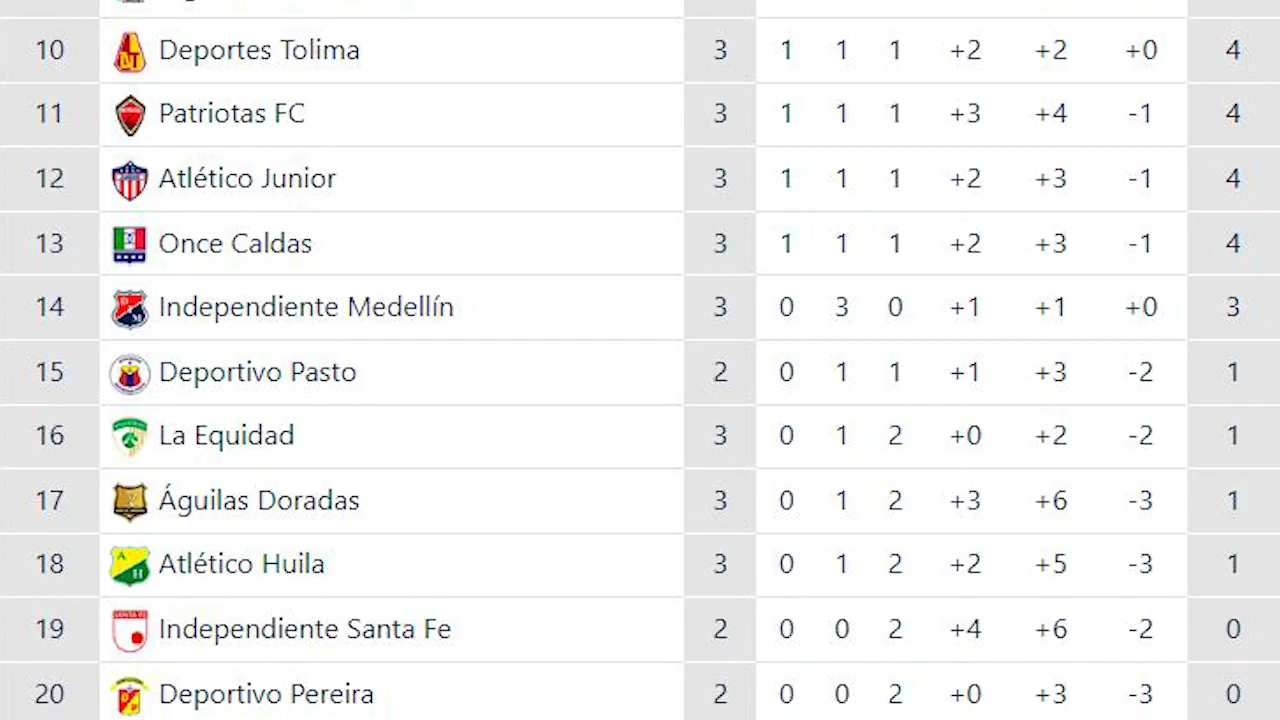 10 Deportes Tolima 3 1 1 1 +2 +2 +0 4
11 Patriotas FC 3 1 1 1 +3 +4 -1 4
12 Atlético Junior 3 1 1 1 +2 +3 -1 4
13 Once Caldas 3 1 1 1 +2 +3 -1 4
14 Independiente Medellín 3 0 3 0 +1 +1 +0 3
15 Deportivo Pasto 2 0 1 1 +1 +3 -2 1
16 La Equidad 3 0 1 2 +0 +2 -2 1
17 Águilas Doradas 3 0 1 2 +3 +6 -3 1
18 Atlético Huila 3 0 1 2 +2 +5 -3 1
19 SANTA FE Independiente Santa Fe 2 0 0 2 +4 +6 -2 0
20 Deportivo Pereira 2 0 0 2 +0 +3 -3 0